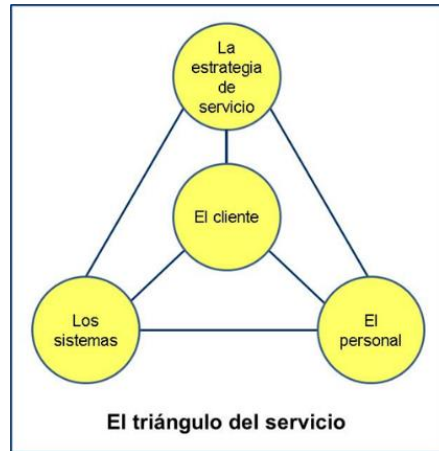 La
estrategia
de
servicio
El cliente
Los
sistemas
El
personal
El triángulo del servicio